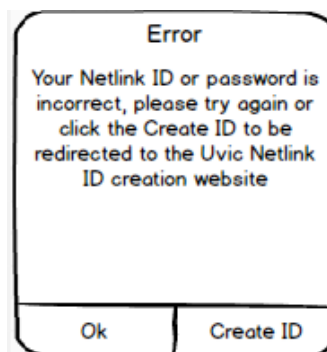 Error
Your Netlink ID or password is
incorrect, please try again or
click the Create ID to be
redirected to the Uvic Netlink
ID creation website
Ok
Create ID